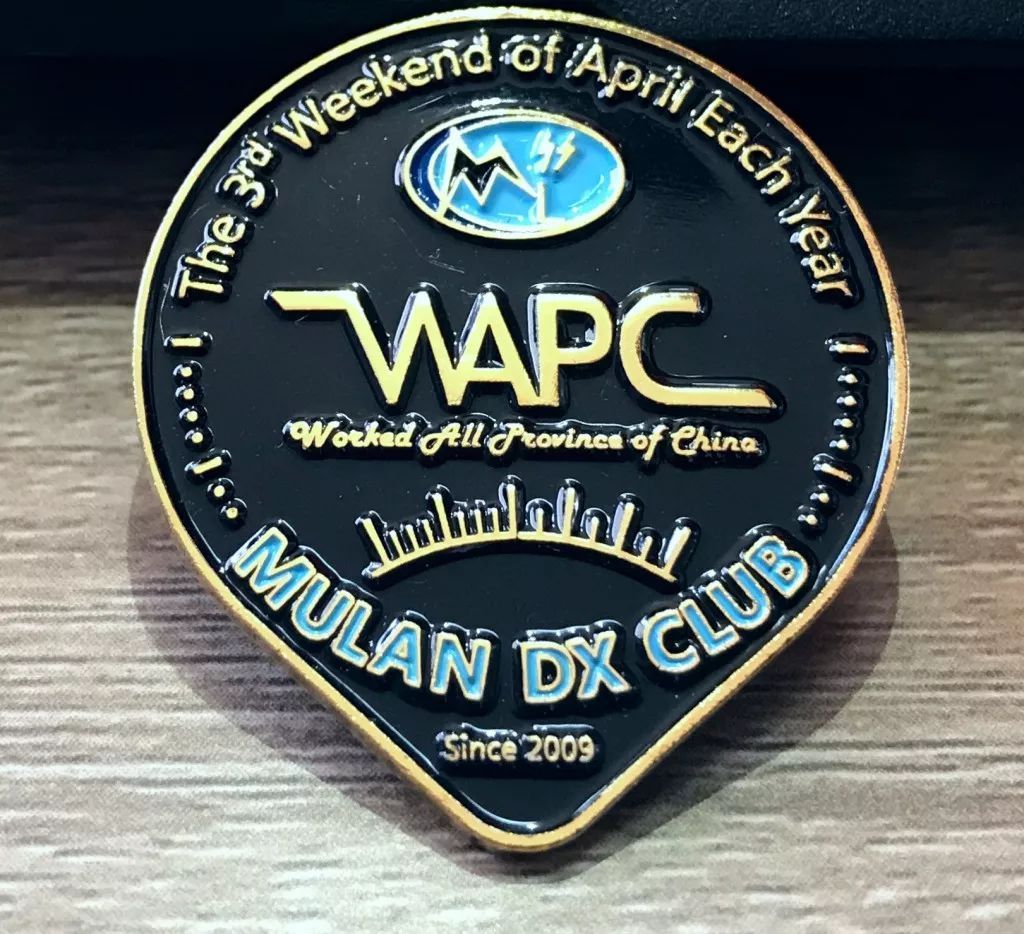 The 3rd Weekend of April Each Year
WAPC
Worked All Province of China
MULAN DX CLUB
Since 2009